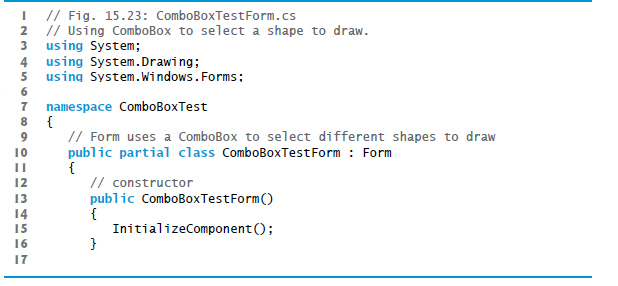 1 // Fig. 15.23: ComboBoxTestForm.cs
2 // Using ComboBox to select a shape to draw.
3 using System;
4 using System.Drawing;
5 using System.Windows.Forms;
6
7 namespace ComboBoxTest
8 {
9 // Form uses a ComboBox to select different shapes to draw
10 public partial class ComboBoxTestForm : Form
11 {
12 // constructor
13 public ComboBoxTestForm()
14 {
15 InitializeComponent();
16 }
17